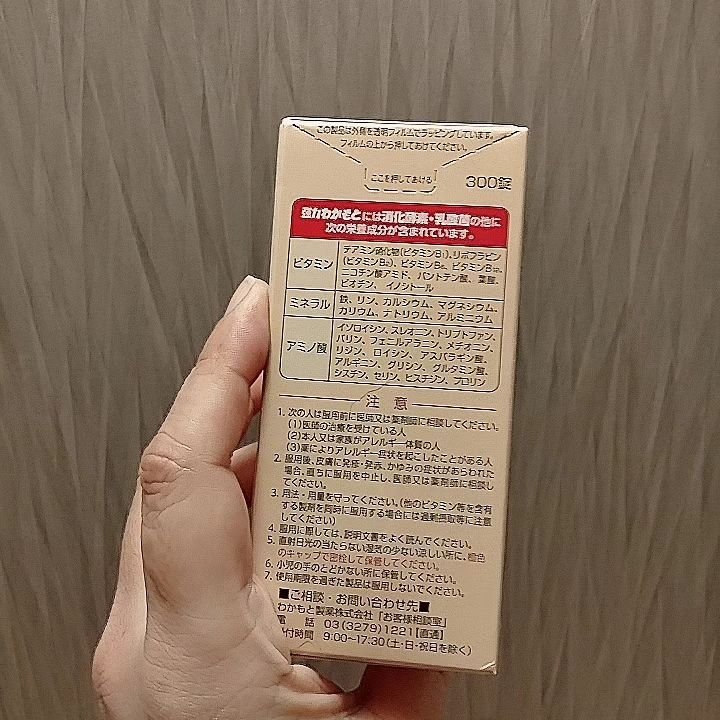 この製品は外函を透明フィルムでラッピングしています。
フィルムの上から押しておけてください。
ここを押してあける
300錠
強力わかもとには消化酵素・乳酸菌の他に
次の栄養成分が含まれています。
ビタミン
チアミン硝化物(ビタミンB₁)、リボフラビン
(ビタミンB₂)、ビタミンB₆、ビタミンB₁₂、
ニコチン酸アミド、パントテン酸、葉酸、
ビオチン、イノシトール
ミネラル
鉄、リン、カルシウム、マグネシウム、
カリウム、ナトリウム、アルミニウム
アミノ酸
イソロイシン、スレオニン、トリプトファン、
バリン、フェニルアラニン、メチオニン、
リジン、ロイシン、アスパラギン酸、
アルギニン、グリシン、グルタミン酸、
シスチン、セリン、ヒスチジン、プロリン
注意
1. 次の人は服用前に医師又は薬剤師に相談してください。
(1)医師の治療を受けている人
(2)本人又は家族がアレルギー体質の人
(3)薬によりアレルギー症状を起こしたことがある人
2. 服用後、皮膚に発疹・発赤、かゆみの症状があらわれた
場合、直ちに服用を中止し、医師又は薬剤師に相談し
てください。
3. 用法・用量を守ってください。(他のビタミン等を含有
する製剤を同時に服用する場合には過剰摂取等に注意
してください)
4. 服用に際しては、説明文書をよく読んでください。
5. 直射日光の当たらない湿気の少ない涼しい所に、橙色
のキャップで密栓して保管してください。
6. 小児の手のとどかない所に保管してください。
7. 使用期限を過ぎた製品は服用しないでください。
■ご相談・お問い合わせ先■
わかもと製薬株式会社「お客様相談室」
電話 03(3279)1221【直通】
付時間 9:00~17:30(土・日・祝日を除く)